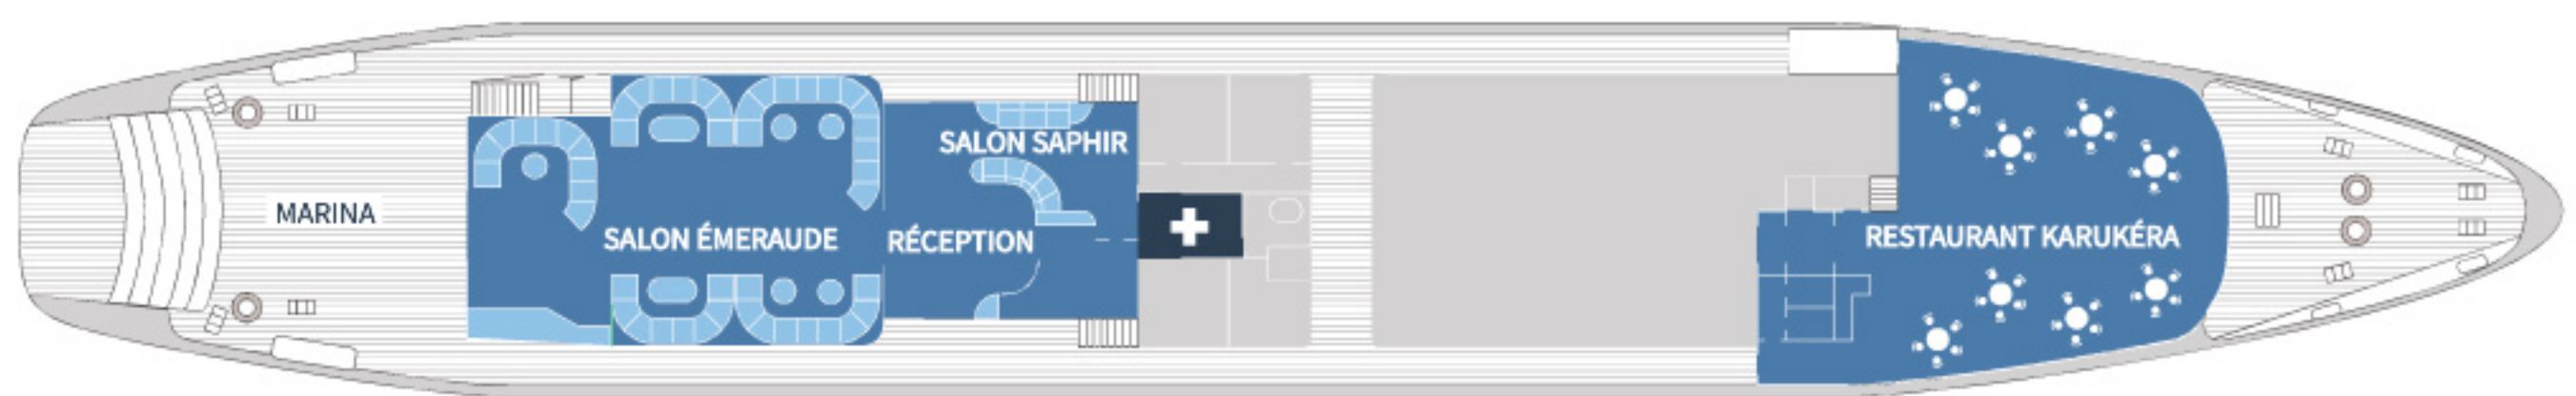 MARINA
SALON ÉMERAUDE
SALON SAPHIR
RÉCEPTION
RESTAURANT KARUKÉRA